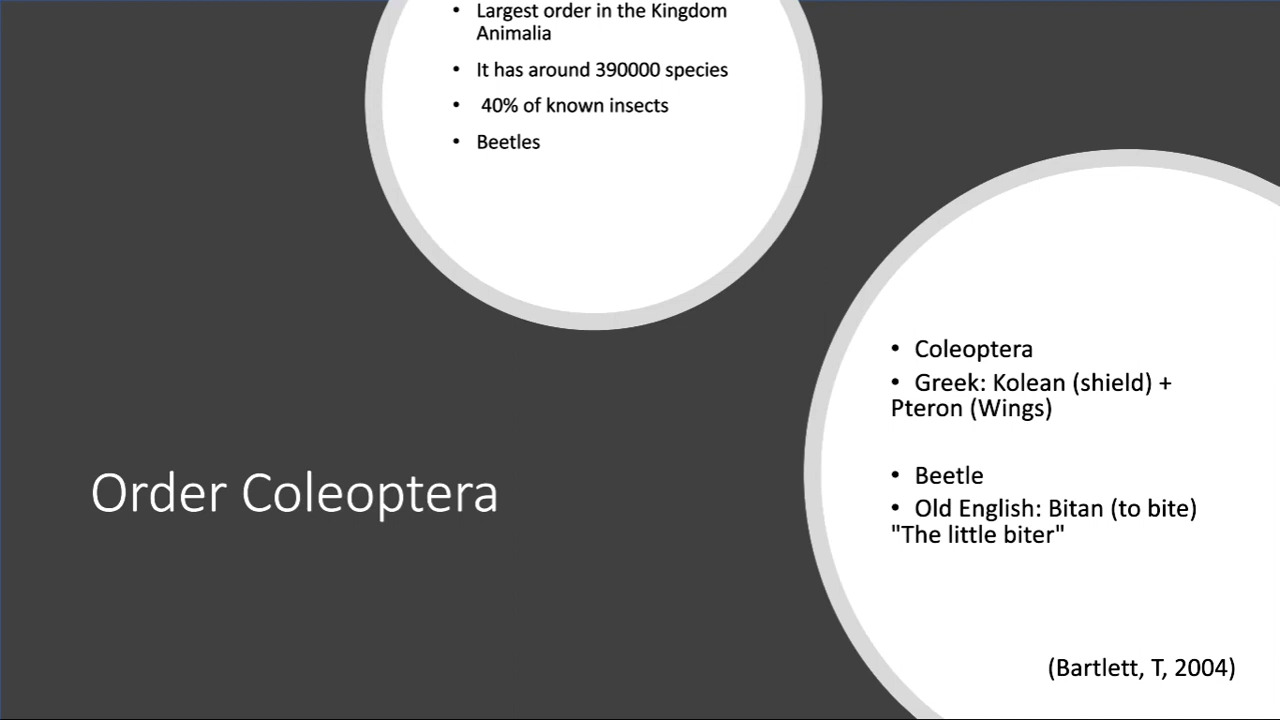 • Largest order in the Kingdom
Animalia
• It has around 390000 species
• 40% of known insects
• Beetles
• Coleoptera
• Greek: Kolean (shield) +
Pteron (Wings)
• Beetle
• Old English: Bitan (to bite)
"The little biter"
Order Coleoptera
(Bartlett, T, 2004)